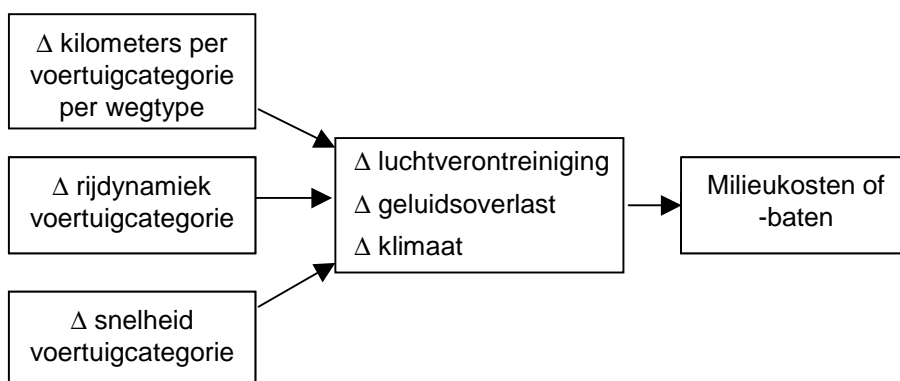 Δ kilometers per
voertuigcategorie
per wegtype
Δ rijdynamiek
voertuigcategorie
Δ snelheid
voertuigcategorie
Δ luchtverontreiniging
Δ geluidsoverlast
Δ klimaat
Milieukosten of
-baten